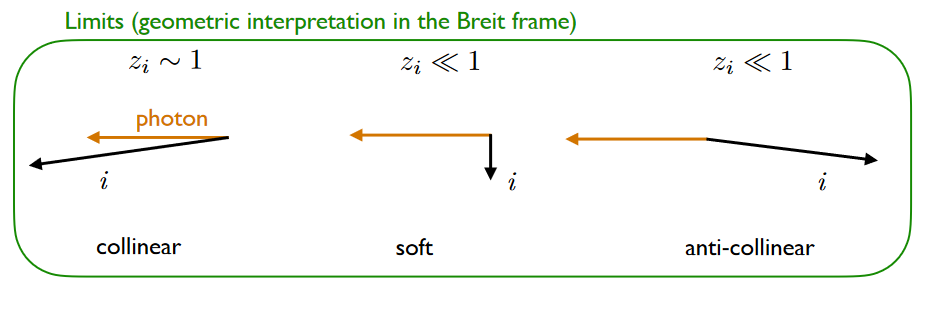 Limits (geometric interpretation in the Breit frame)
z_i ∼ 1 z_i ≪ 1 z_i ≪ 1
photon
i i i
collinear soft anti-collinear